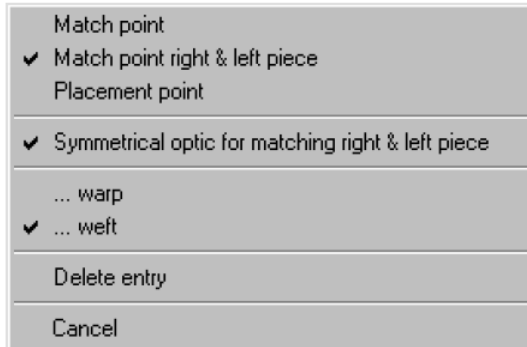 Match point
Match point right & left piece
Placement point
Symmetrical optic for matching right & left piece
... warp
... weft
Delete entry
Cancel